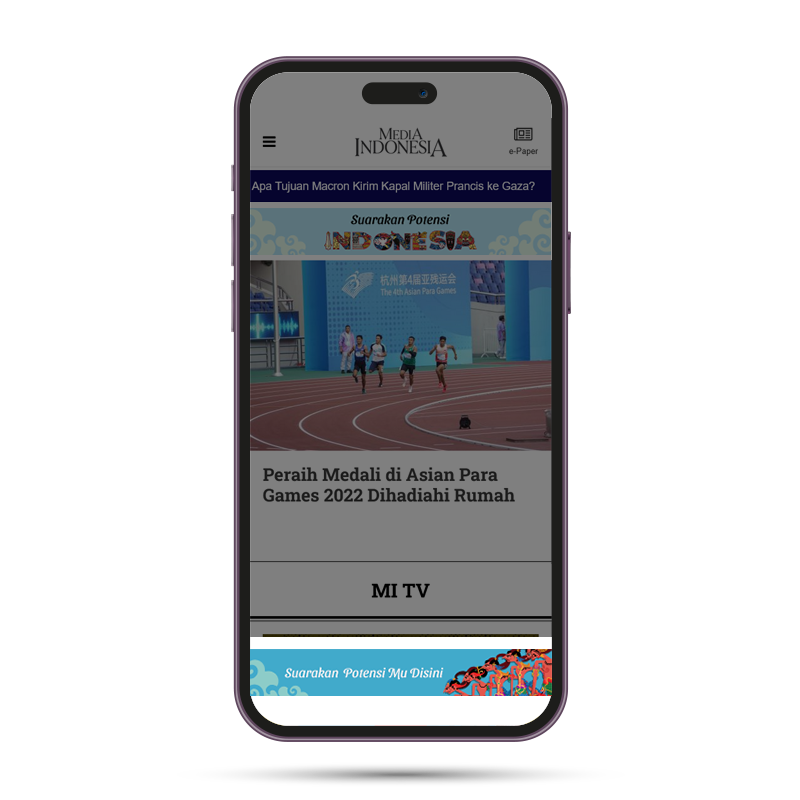 MEDIA
INDONESIA
e-Paper
Apa Tujuan Macron Kirim Kapal Militer Prancis ke Gaza?
Suarakan Potensi
INDONESIA
杭州第4届亚残运会
The 4th Asian Para Games
Peraih Medali di Asian Para
Games 2022 Dihadiahi Rumah
MI TV
Suarakan Potensi Mu Disini